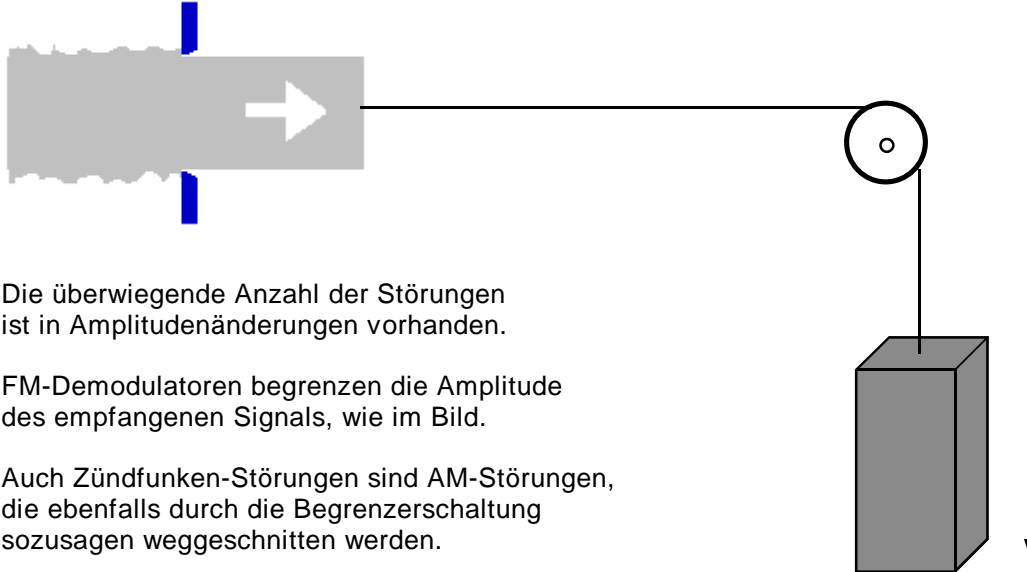 Die überwiegende Anzahl der Störungen
ist in Amplitudenänderungen vorhanden.
FM-Demodulatoren begrenzen die Amplitude
des empfangenen Signals, wie im Bild.
Auch Zündfunken-Störungen sind AM-Störungen,
die ebenfalls durch die Begrenzerschaltung
sozusagen weggeschnitten werden.